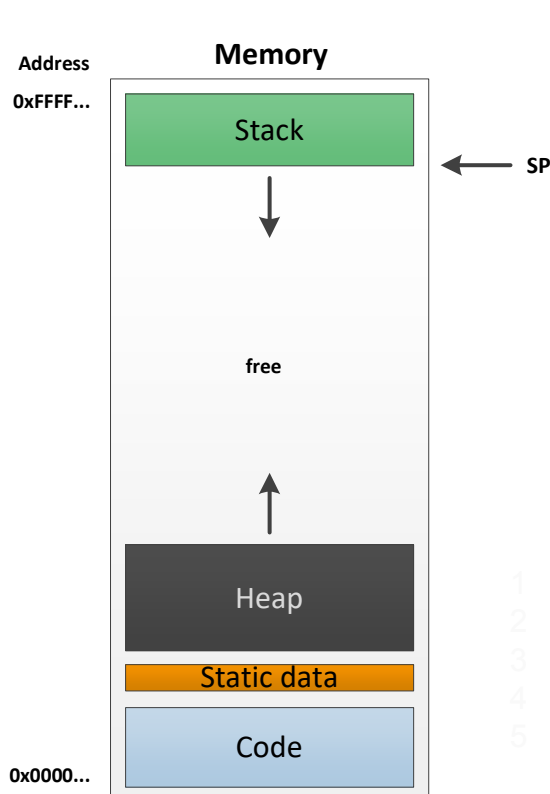 Memory
Address
0xFFFF...
Stack
SP
free
Heap
1
2
3
4
5
Static data
Code
0x0000...